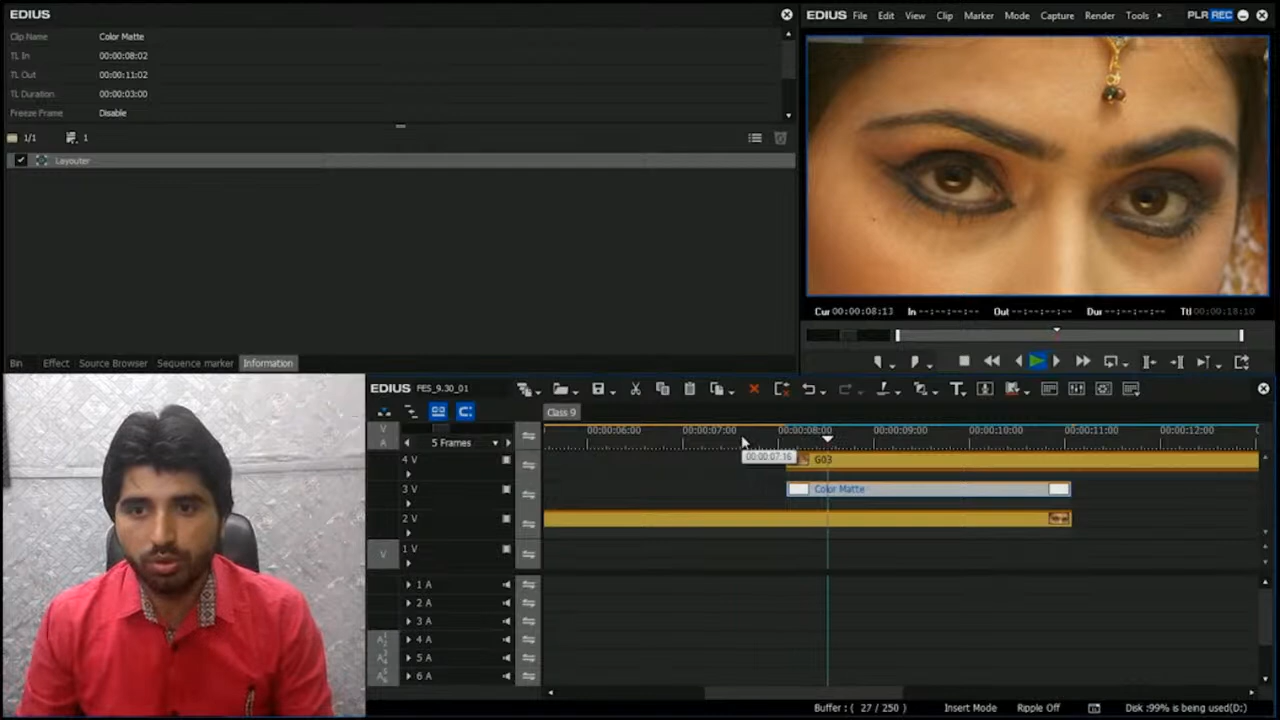 EDIUS
Clip Name Color Matte
TL In 00:00:08:02
TL Out 00:00:11:02
TL Duration 00:00:03:00
Freeze Frame Disable
1/1 1
Layouter
Bin Effect Source Browser Sequence marker Information
EDIUS File Edit View Clip Marker Mode Capture Render Tools PLR REC
Cur 00:00:08:13 In --:--:--:-- Out --:--:--:-- Dur --:--:--:-- Ttl 00:00:18:10
EDIUS FES_9.30_01
Class 9
V
A
5 Frames
00:00:06:00 00:00:07:00 00:00:08:00 00:00:09:00 00:00:10:00 00:00:11:00 00:00:12:00
00:00:07:16
4 V G03
3 V Color Matte
2 V
V 1 V
1 A
2 A
3 A
4 A
5 A
6 A
Buffer : ( 27 / 250 ) Insert Mode Ripple Off Disk :99% is being used(D:)